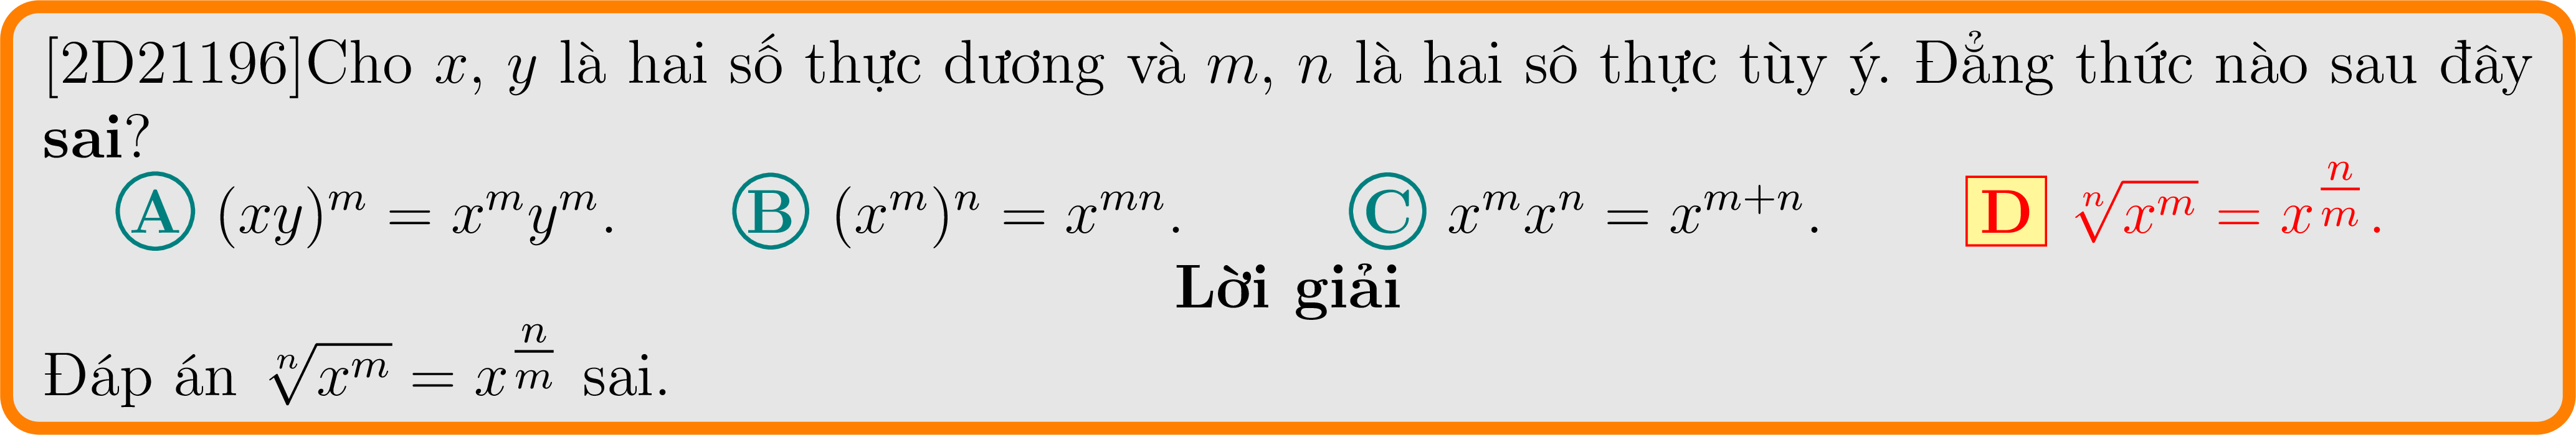 [2D21196]Cho x, y là hai số thực dương và m, n là hai sô thực tùy ý. Đẳng thức nào sau đây
sai?
A (xy)^m = x^m y^m. B (x^m)^n = x^{mn}. C x^m x^n = x^{m+n}. D \sqrt[n]{x^m} = x^{\frac{n}{m}}.
Lời giải
Đáp án \sqrt[n]{x^m} = x^{\frac{n}{m}} sai.